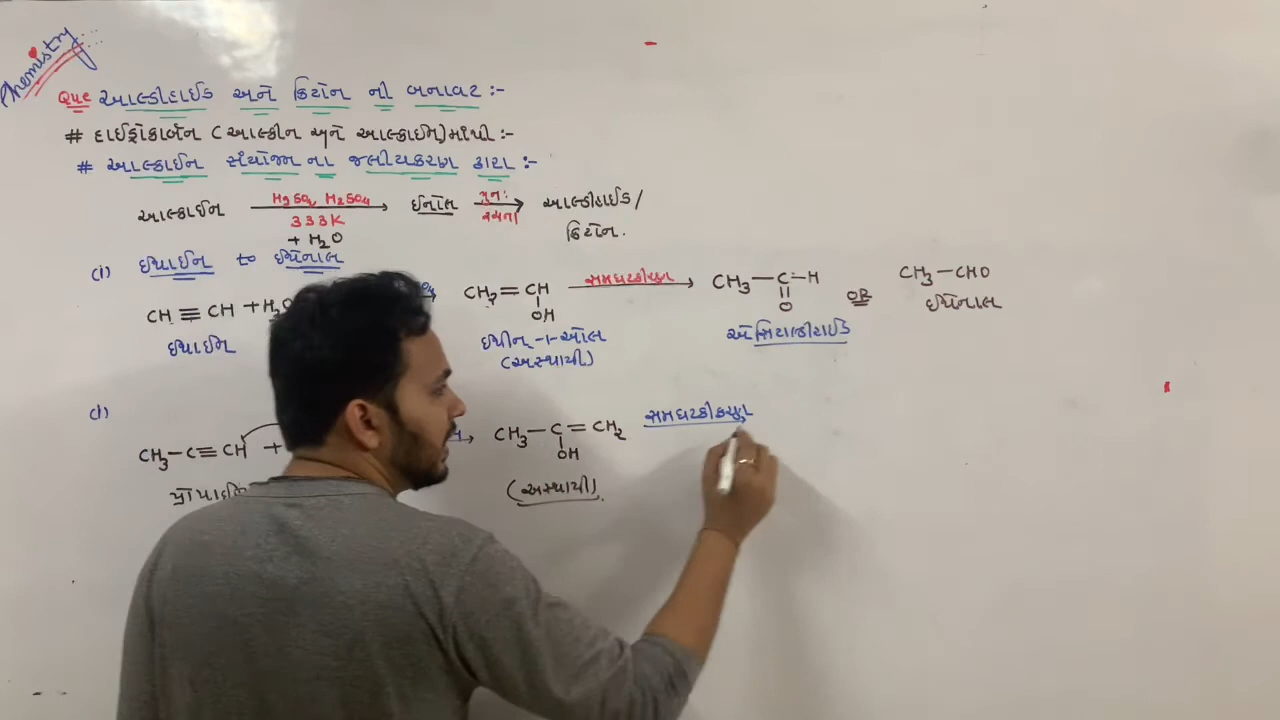 Chemistry
Que આલ્ડીહાઈડ અને કિટોન ની બનાવટ :-
# હાઈડ્રોકાર્બન (આલ્કીન અને આલ્કાઈન) માંથી :-
# આલ્કાઈન સંયોજન ના જલીયકરણ દ્વારા :-
આલ્કાઈન HgSO4 H2SO4 333K + H2O ઈનોલ પુનઃ રચના આલ્ડીહાઈડ / કિટોન.
(i) ઈથાઈન to ઈથેનાલ
CH ≡ CH + H2O CH2 = CH OH સમઘટકીકરણ CH3 — C — H O OR CH3 — CHO
ઈથાઈન ઈથીન-1-ઓલ (અસ્થાયી) એસિટાલ્ડીહાઈડ ઈથેનાલ
CH3 — C ≡ CH + CH3 — C = CH2 OH સમઘટકીકરણ
(અસ્થાયી)